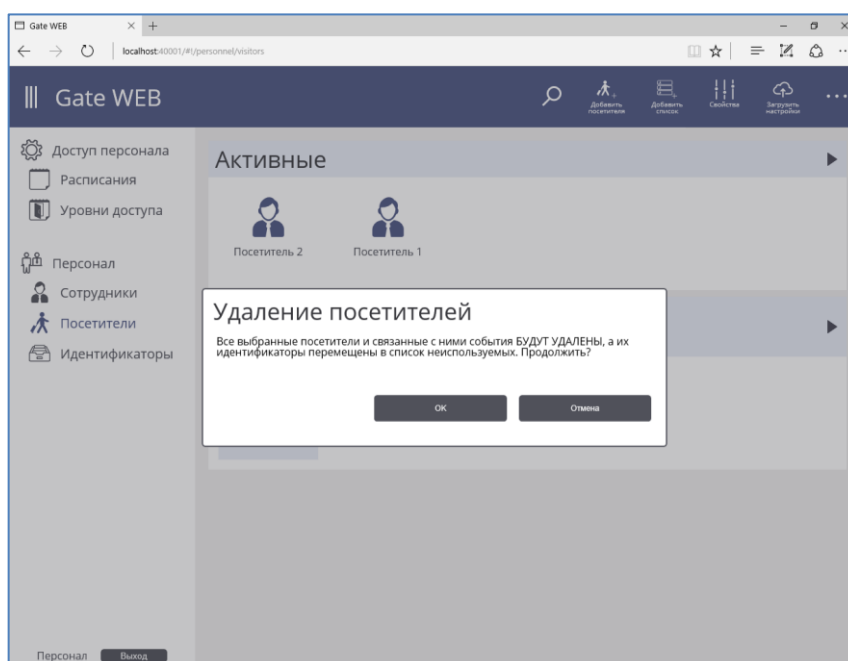 Gate WEB
localhost:40001/#!/personnel/visitors
Gate WEB
Добавить посетителя
Добавить список
Свойства
Загрузить настройки
Доступ персонала
Расписания
Уровни доступа
Персонал
Сотрудники
Посетители
Идентификаторы
Активные
Посетитель 2
Посетитель 1
Удаление посетителей
Все выбранные посетители и связанные с ними события БУДУТ УДАЛЕНЫ, а их
идентификаторы перемещены в список неиспользуемых. Продолжить?
ОК
Отмена
Персонал
Выход